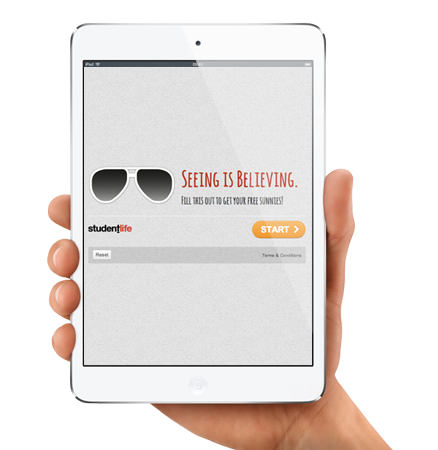 iPad
SEEING IS BELIEVING.
FILL THIS OUT TO GET YOUR FREE SUNNIES!
studentlife
START
Reset
Terms & Conditions